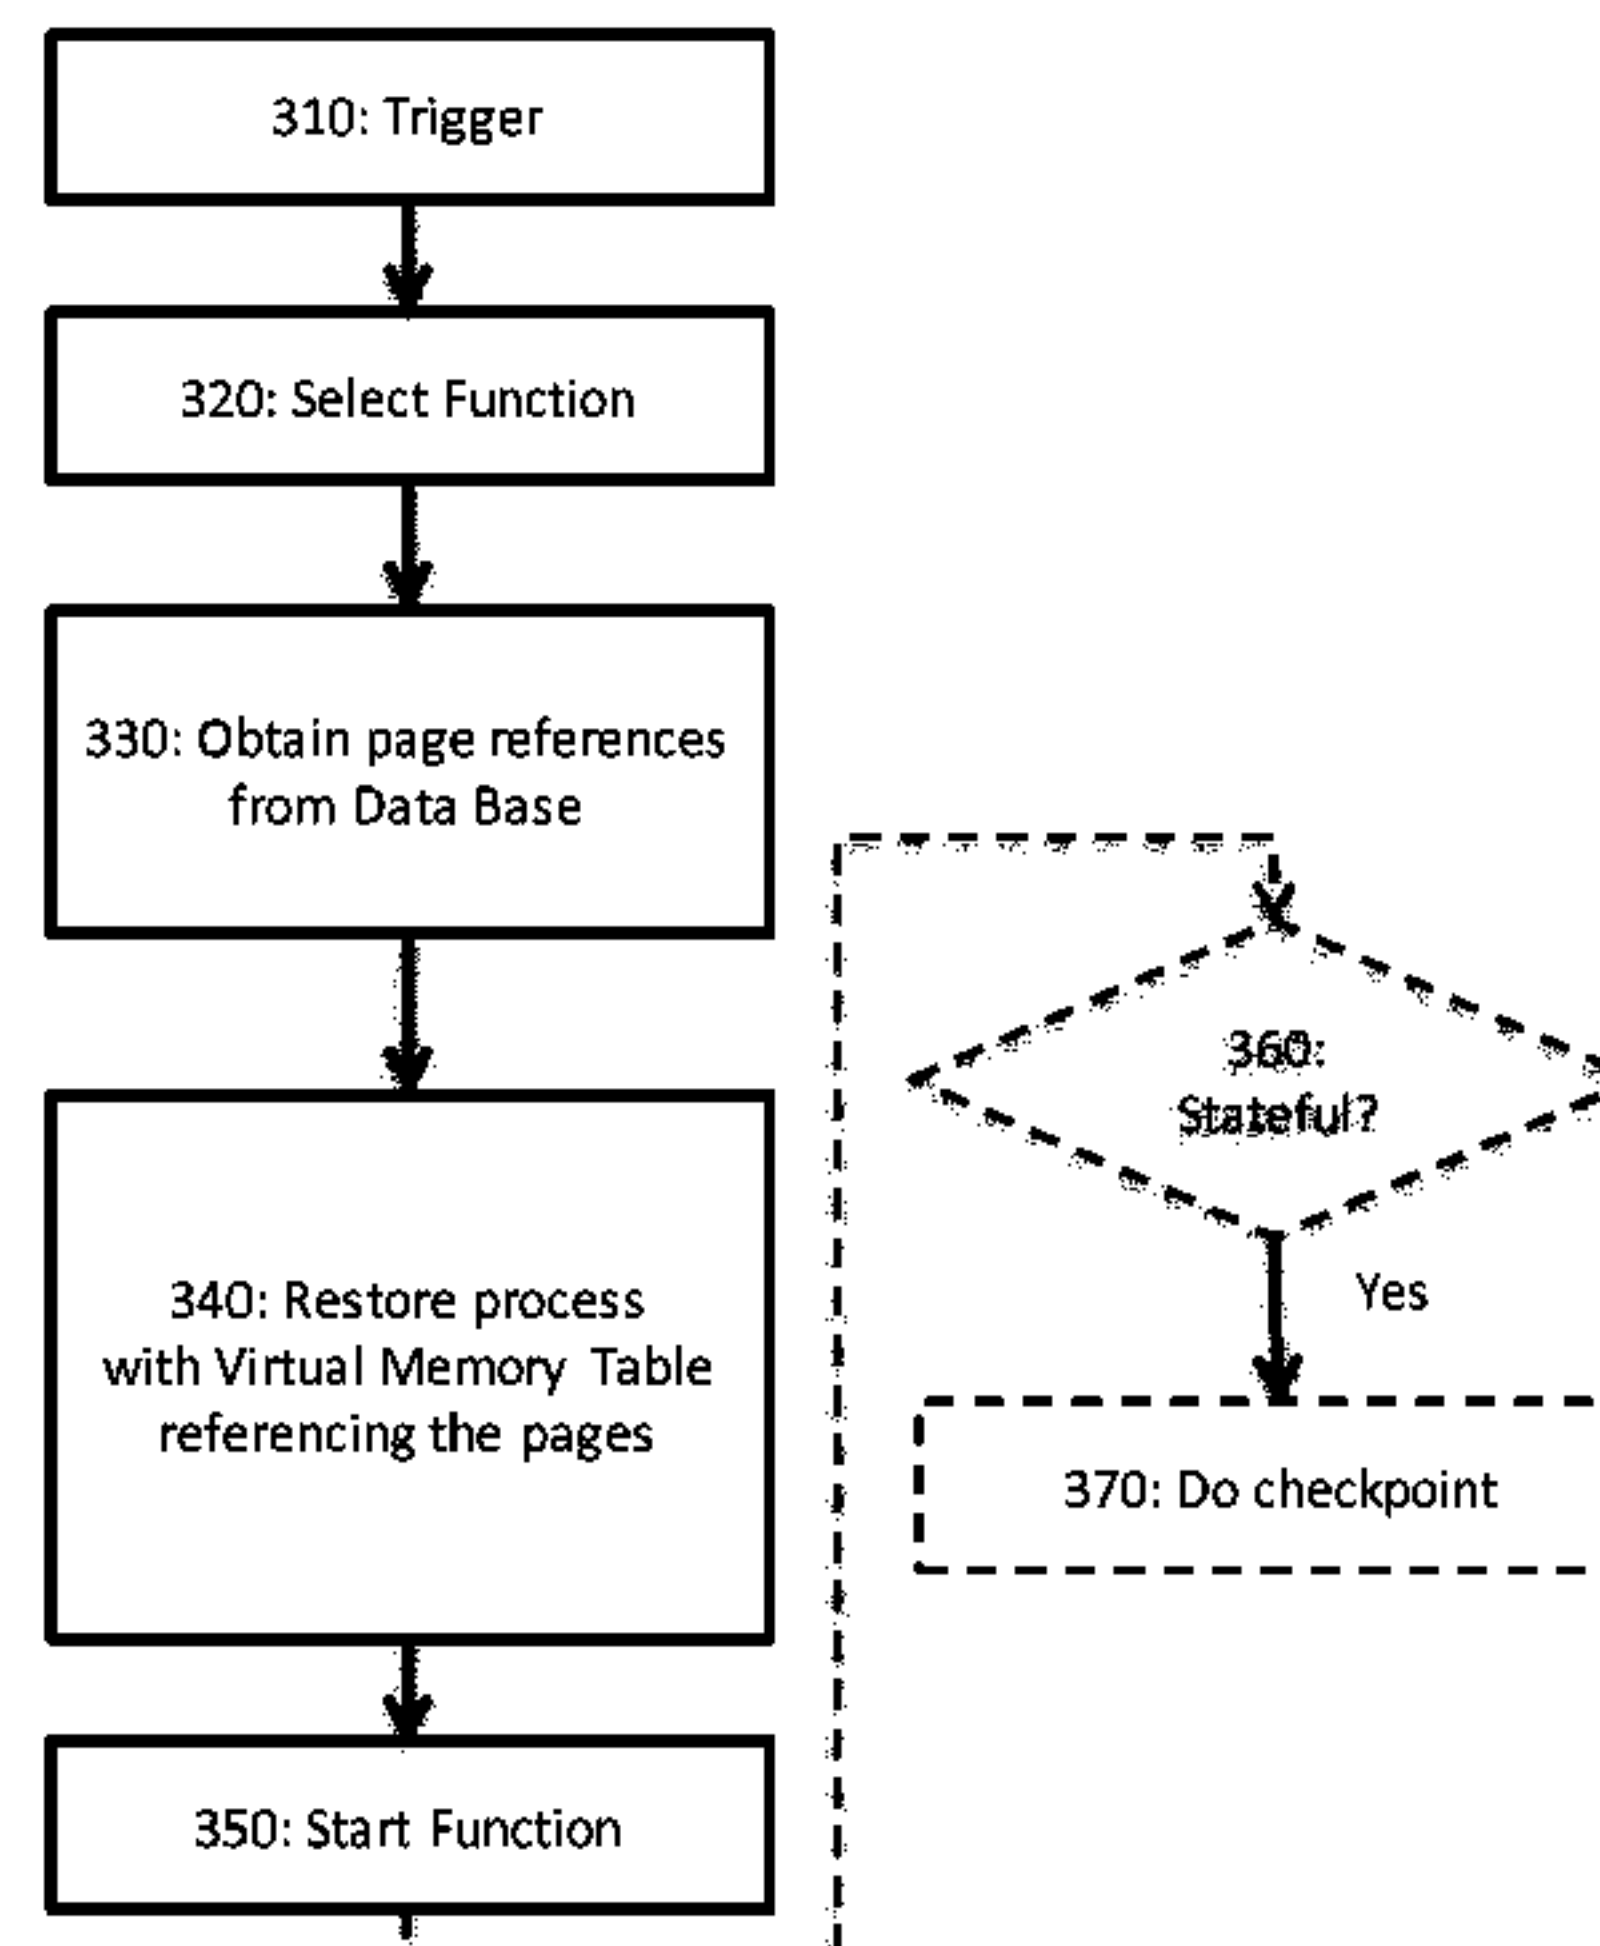 310: Trigger
320: Select Function
330: Obtain page references
from Data Base
340: Restore process
with Virtual Memory Table
referencing the pages
350: Start Function
360:
Stateful?
Yes
370: Do checkpoint